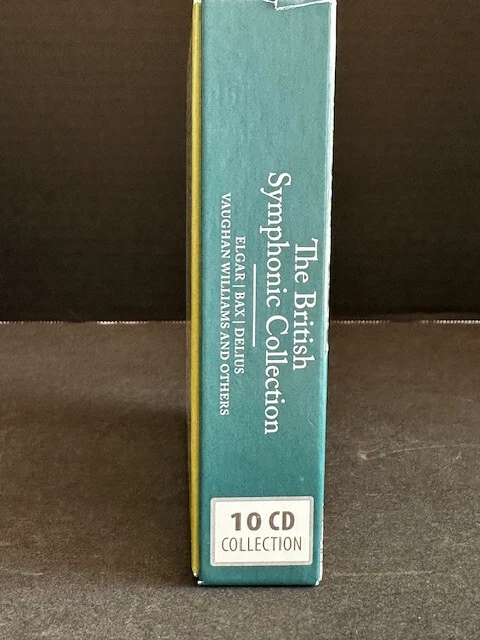 The British
Symphonic Collection
ELGAR | BAX | DELIUS
VAUGHAN WILLIAMS AND OTHERS
10 CD
COLLECTION